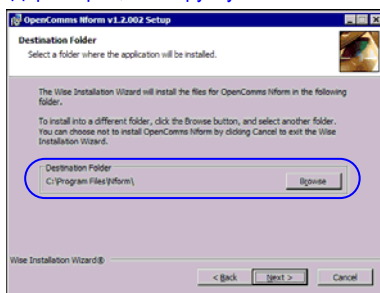 OpenComms Nform v1.2.002 Setup
Destination Folder
Select a folder where the application will be installed.
The Wise Installation Wizard will install the files for OpenComms Nform in the following
folder.
To install into a different folder, click the Browse button, and select another folder.
You can choose not to install OpenComms Nform by clicking Cancel to exit the Wise
Installation Wizard.
Destination Folder
C:\Program Files\Nform\
Browse
Wise Installation Wizard®
< Back
Next >
Cancel